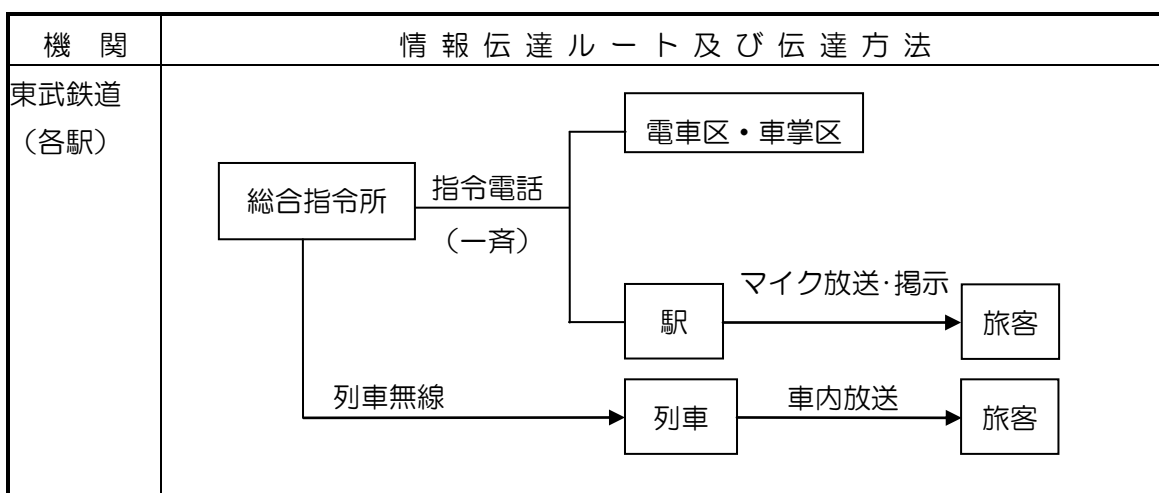 機　関
情 報 伝 達 ル ー ト 及 び 伝 達 方 法
東武鉄道
（各駅）
電車区・車掌区
総合指令所
指令電話
（一斉）
マイク放送･掲示
駅
旅客
列車無線
列車
車内放送
旅客